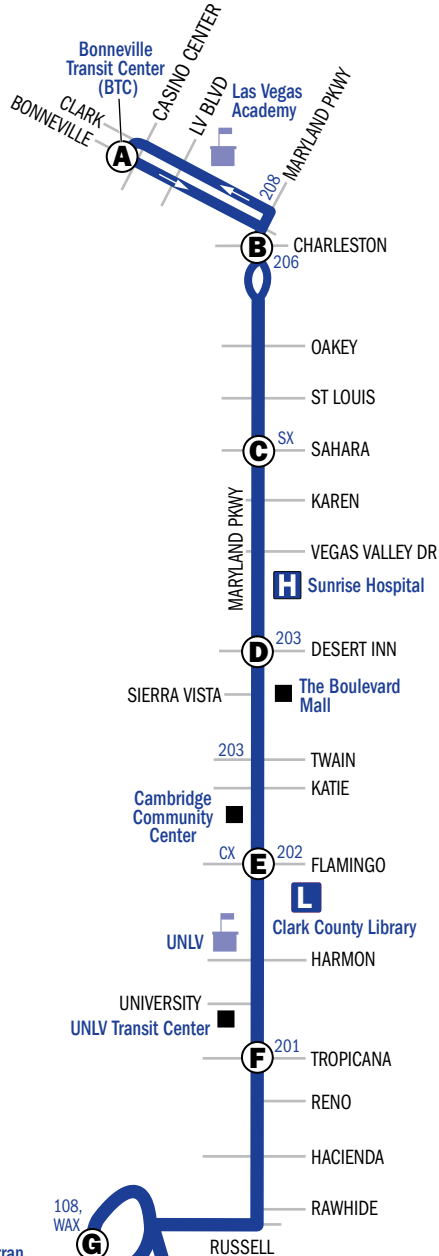 CASINO CENTER
Bonneville
Transit Center
(BTC)
LV BLVD
Las Vegas
Academy
MARYLAND PKWY
CLARK
BONNEVILLE
A
208
B
CHARLESTON
206
OAKEY
ST LOUIS
SX
C
SAHARA
MARYLAND PKWY
KAREN
VEGAS VALLEY DR
H
Sunrise Hospital
203
D
DESERT INN
SIERRA VISTA
The Boulevard
Mall
203
TWAIN
KATIE
Cambridge
Community
Center
CX
E
202
FLAMINGO
L
Clark County Library
UNLV
HARMON
UNIVERSITY
UNLV Transit Center
F
201
TROPICANA
RENO
HACIENDA
RAWHIDE
108,
WAX
G
RUSSELL